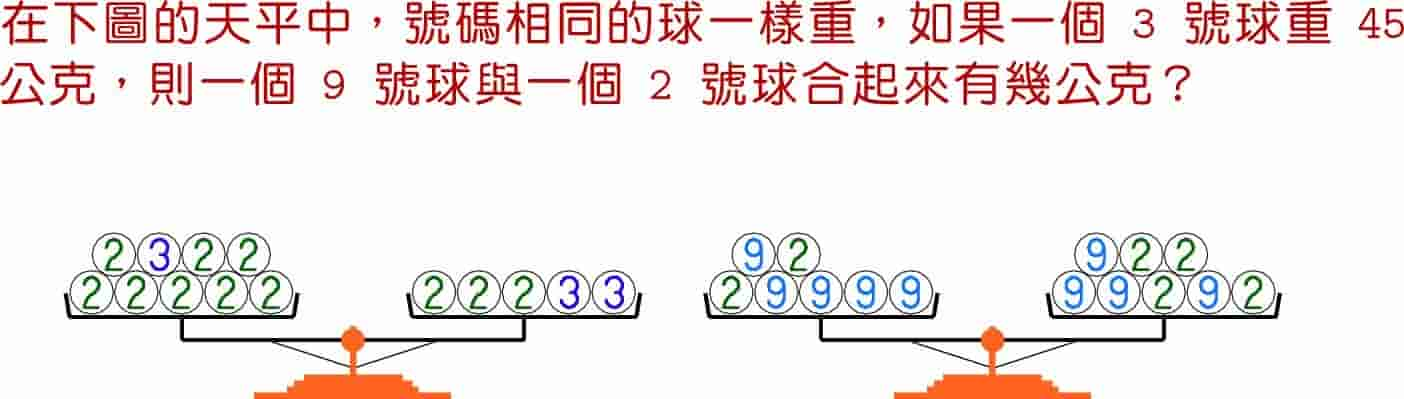 在下圖的天平中，號碼相同的球一樣重，如果一個 3 號球重 45
公克，則一個 9 號球與一個 2 號球合起來有幾公克？
2 3 2 2
2 2 2 2 2
2 2 2 3 3
9 2
2 9 9 9 9
9 2 2
9 9 2 9 2